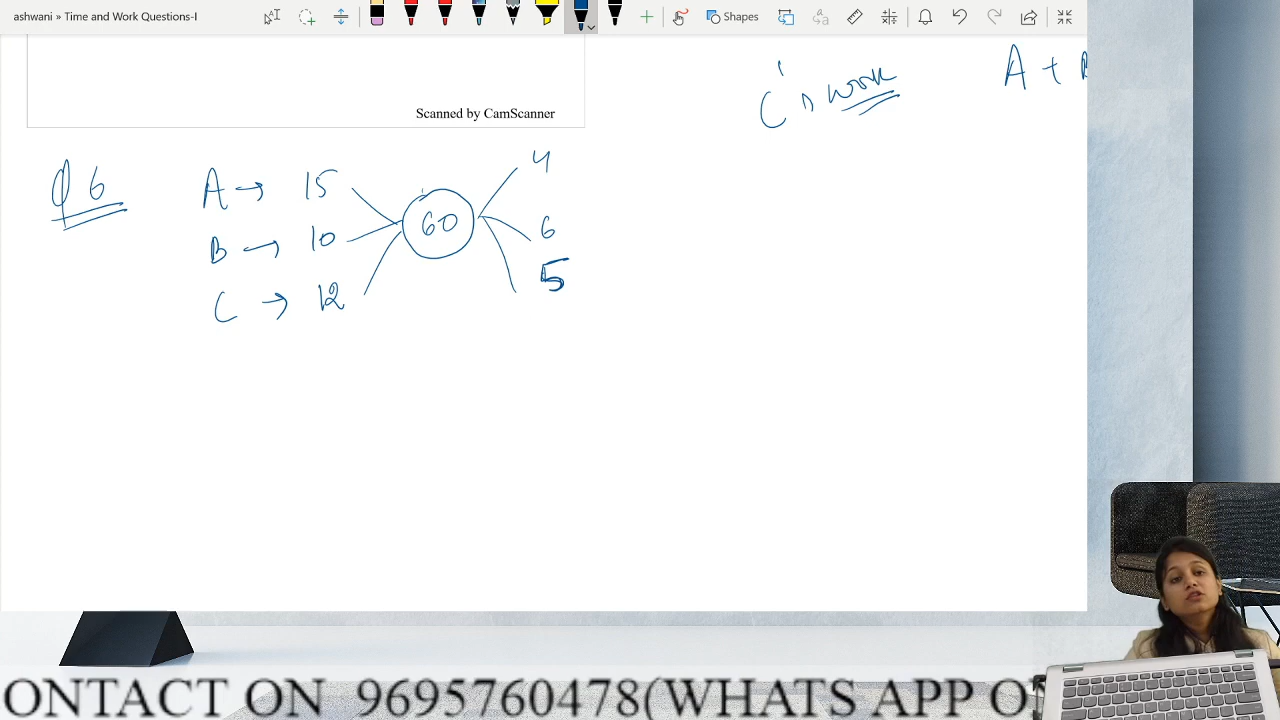 ashwani » Time and Work Questions-I
Shapes
Scanned by CamScanner
C's work
A + B
Q 6
A → 15
B → 10
C → 12
60
4
6
5
ONTACT ON 9695760478(WHATS APP O